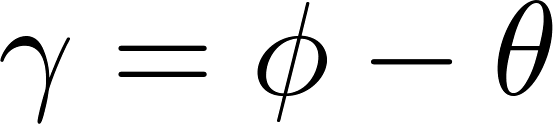 γ = ϕ − θ